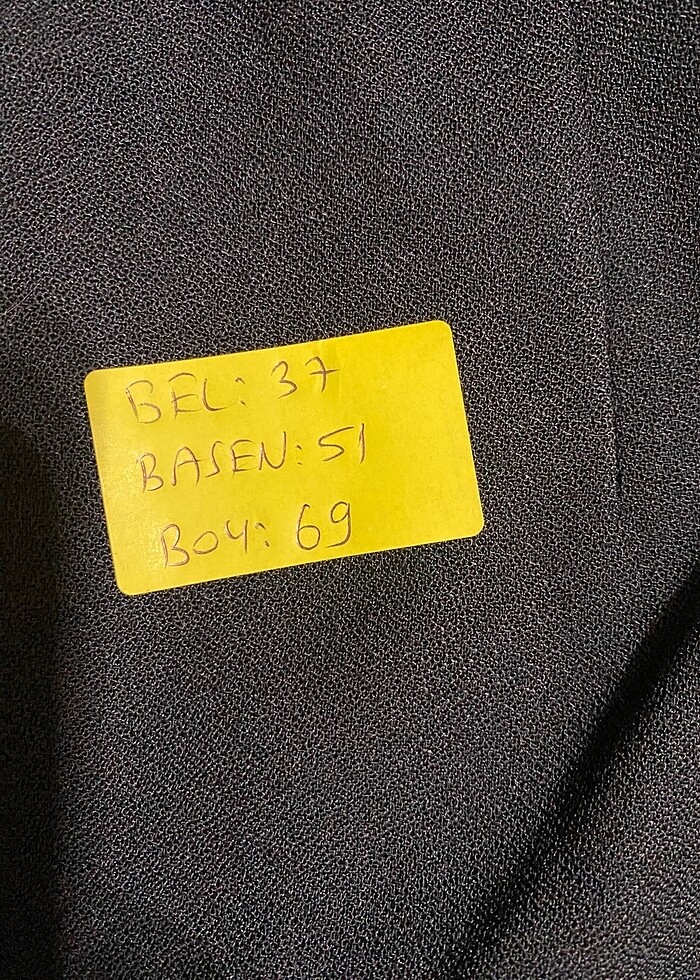 BEL: 37
BASEN: 51
BOY: 69